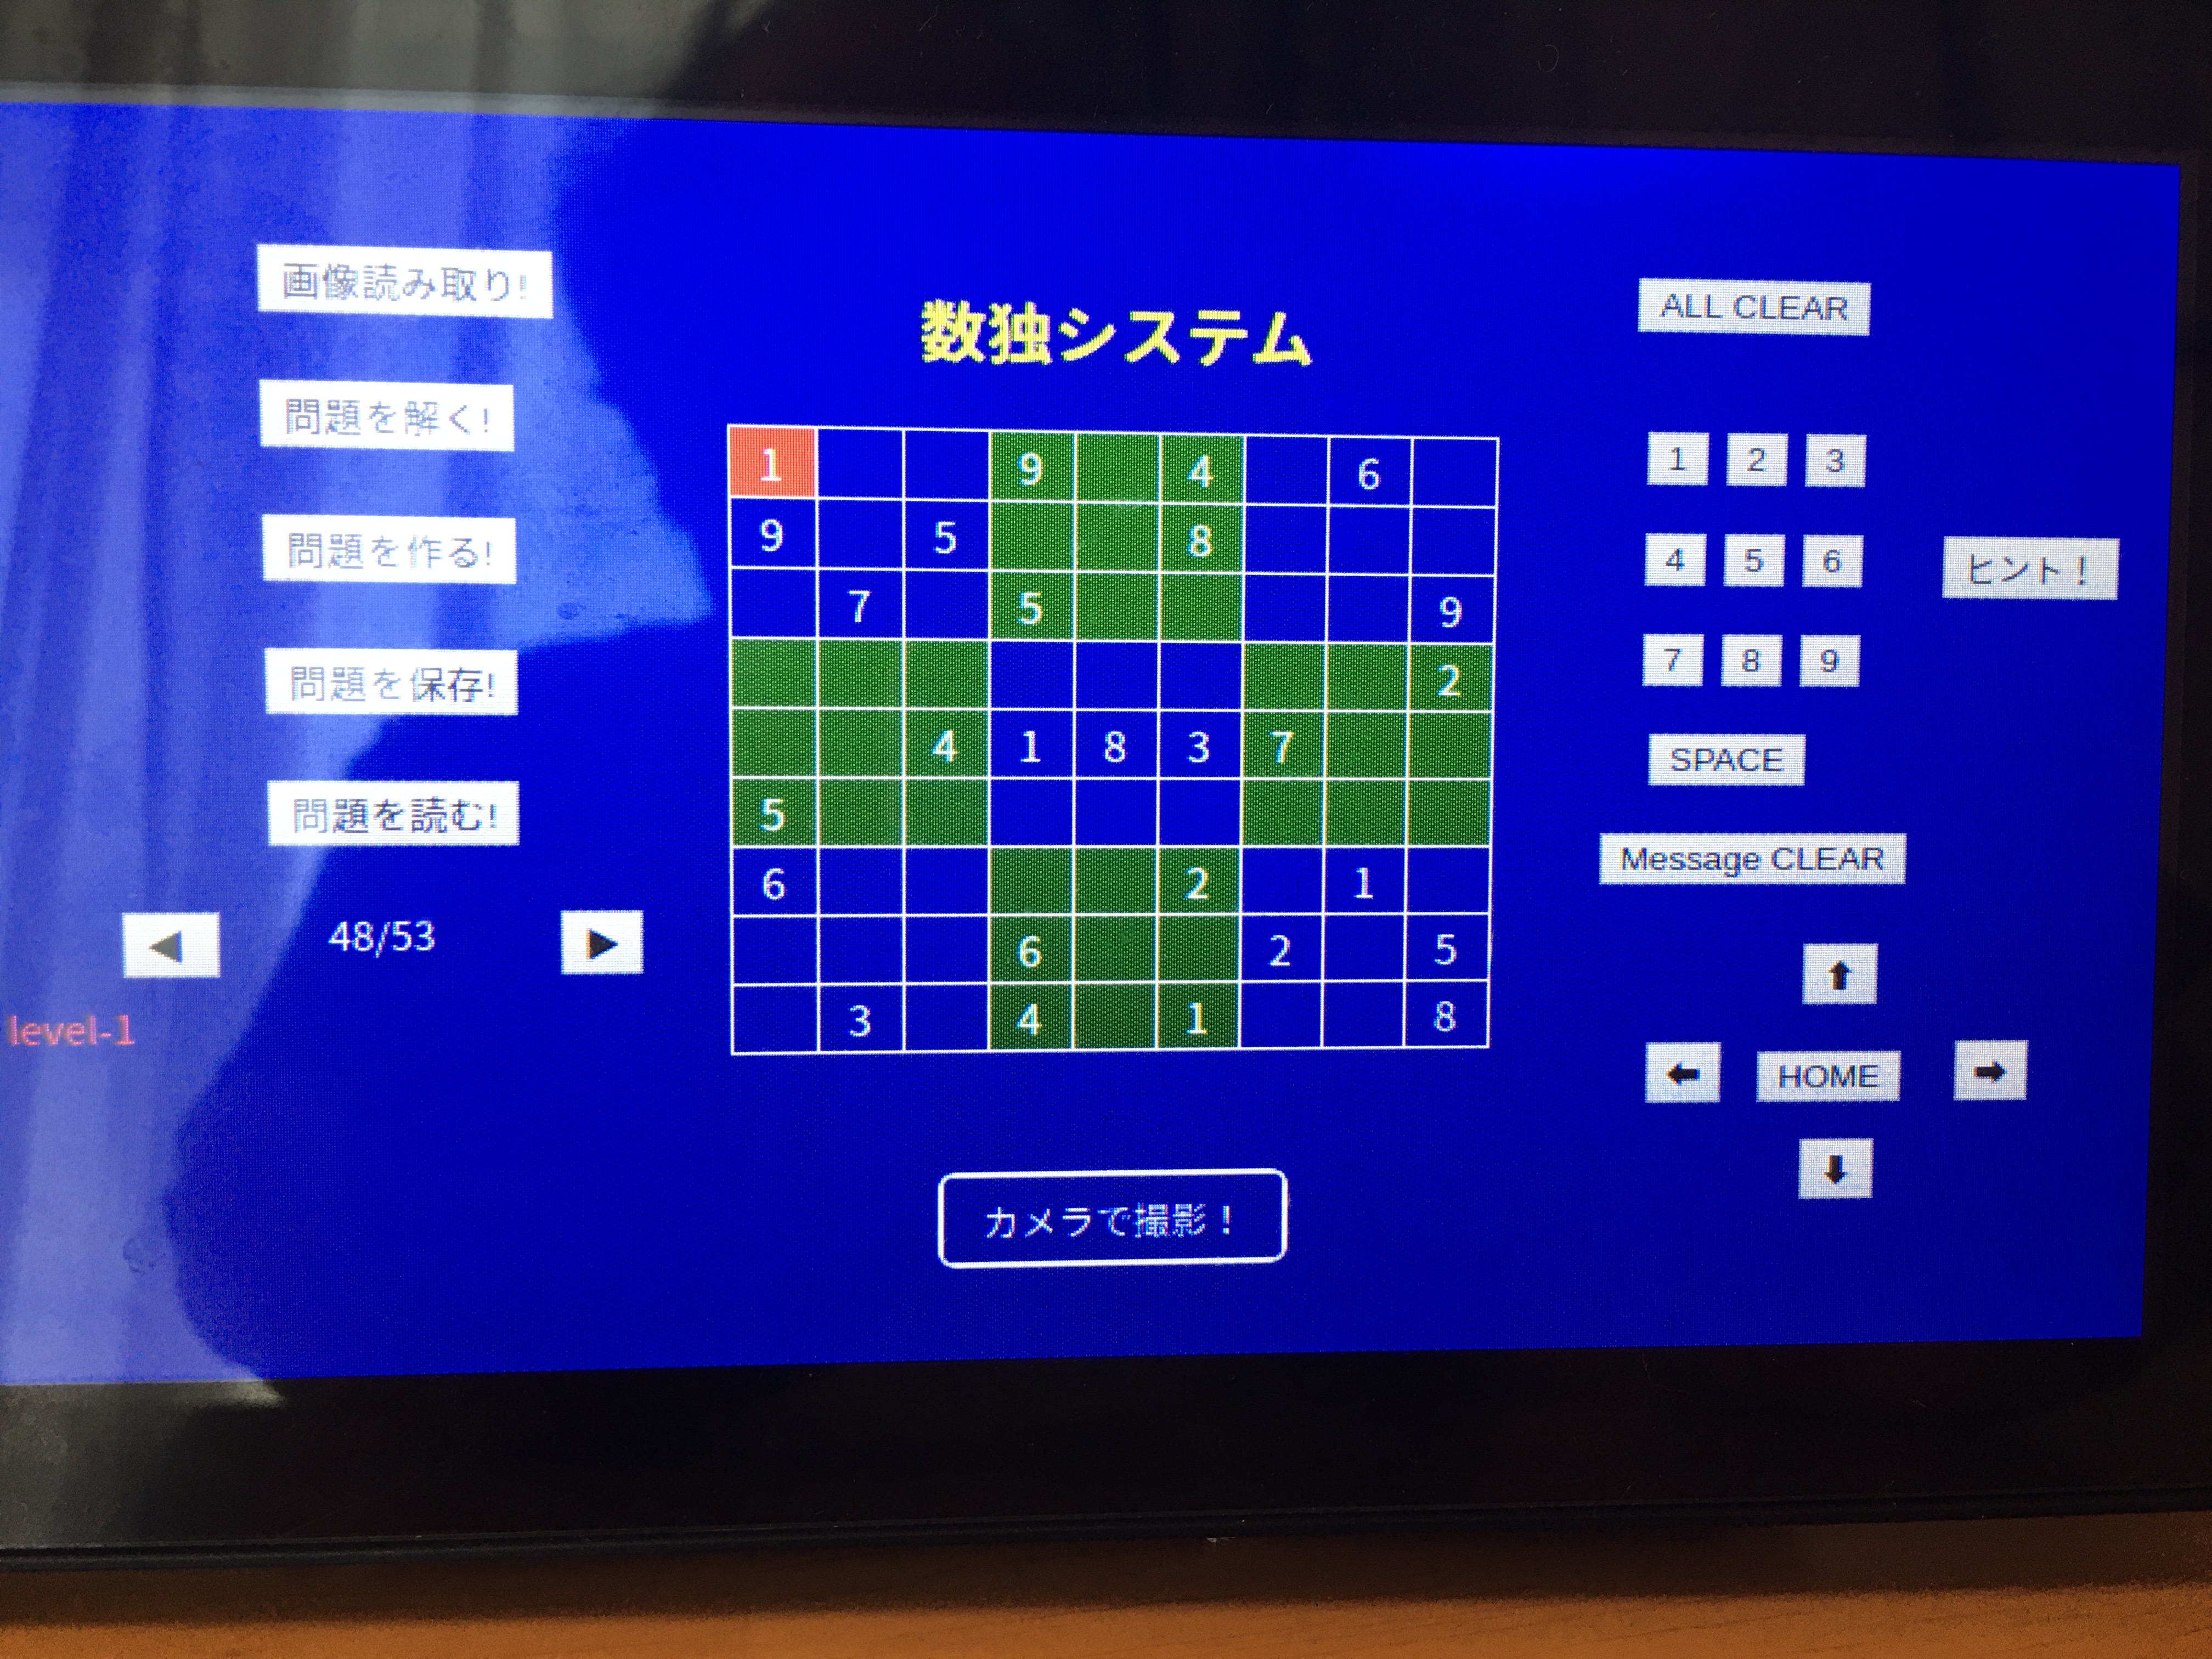 画像読み取り!
問題を解く!
問題を作る!
問題を保存!
問題を読む!
◀ 48/53 ▶
level-1
数独システム
1 9 4 6
9 5 8
7 5 9
2
4 1 8 3 7
5
6 2 1
6 2 5
3 4 1 8
カメラで撮影！
ALL CLEAR
1 2 3
4 5 6
ヒント！
7 8 9
SPACE
Message CLEAR
⬆
⬅ HOME ➡
⬇